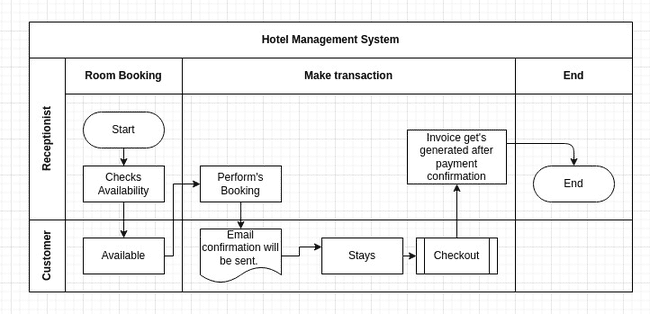 Hotel Management System
Room Booking
Make transaction
End
Receptionist
Start
Checks
Availability
Perform's
Booking
Invoice get's
generated after
payment
confirmation
End
Customer
Available
Email
confirmation will
be sent.
Stays
Checkout